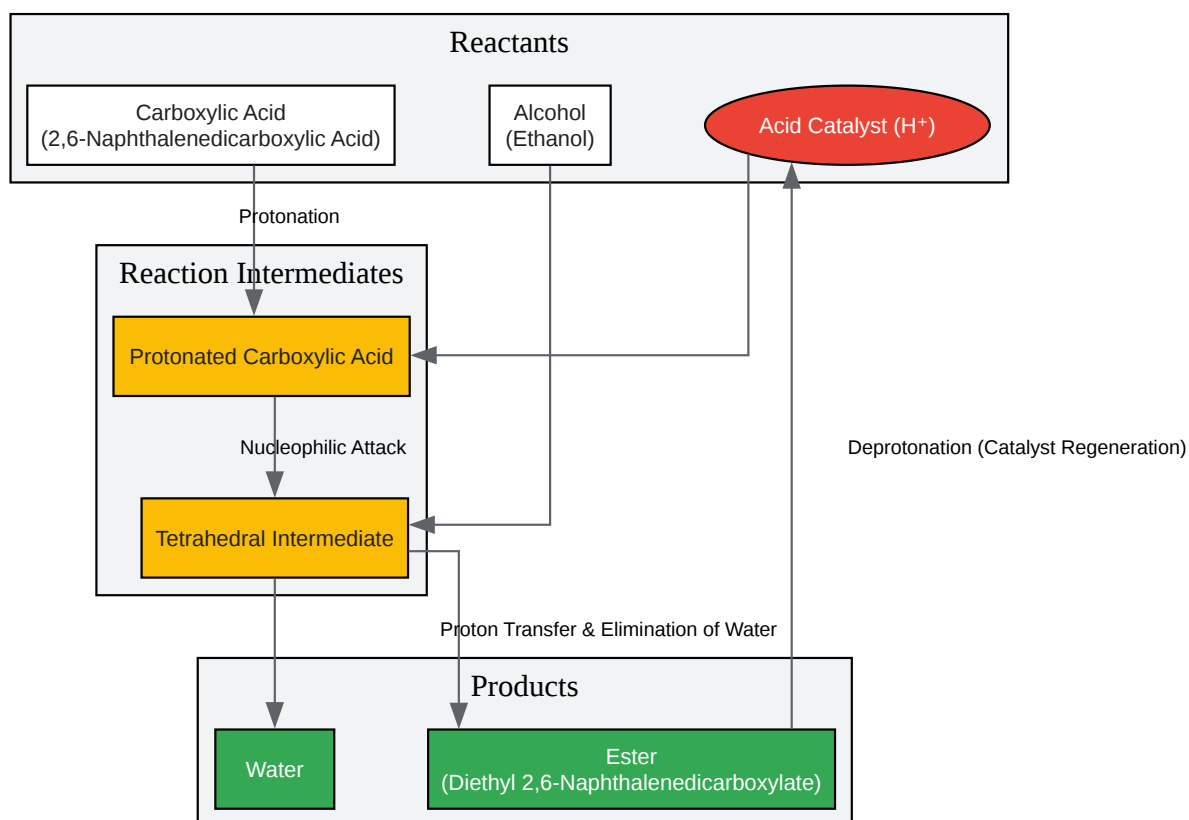 Reactants
Carboxylic Acid
(2,6-Naphthalenedicarboxylic Acid)
Alcohol
(Ethanol)
Acid Catalyst (H⁺)
Protonation
Reaction Intermediates
Protonated Carboxylic Acid
Nucleophilic Attack
Deprotonation (Catalyst Regeneration)
Tetrahedral Intermediate
Proton Transfer & Elimination of Water
Products
Water
Ester
(Diethyl 2,6-Naphthalenedicarboxylate)